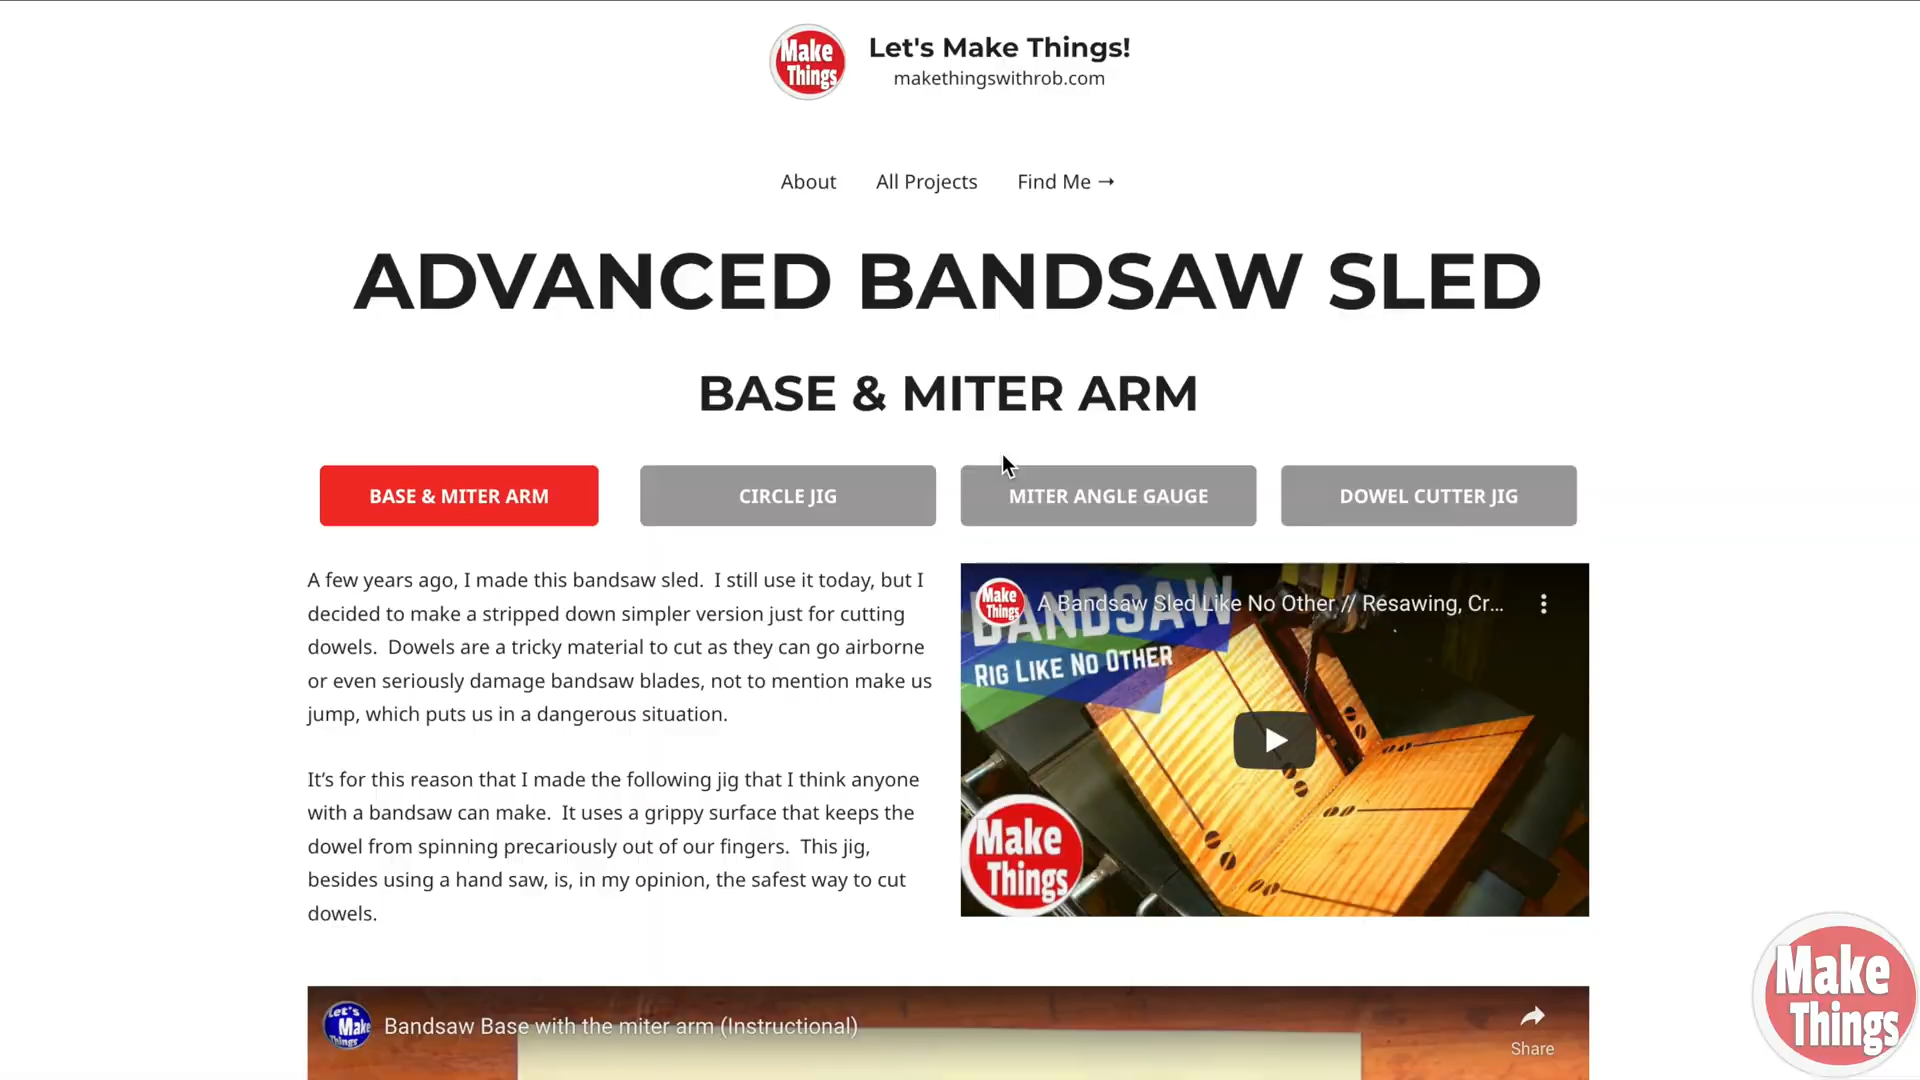 Make
Things
Let's Make Things!
makethingswithrob.com
About
All Projects
Find Me →
ADVANCED BANDSAW SLED
BASE & MITER ARM
BASE & MITER ARM
CIRCLE JIG
MITER ANGLE GAUGE
DOWEL CUTTER JIG
A few years ago, I made this bandsaw sled.  I still use it today, but I
decided to make a stripped down simpler version just for cutting
dowels.  Dowels are a tricky material to cut as they can go airborne
or even seriously damage bandsaw blades, not to mention make us
jump, which puts us in a dangerous situation.
It’s for this reason that I made the following jig that I think anyone
with a bandsaw can make.  It uses a grippy surface that keeps the
dowel from spinning precariously out of our fingers.  This jig,
besides using a hand saw, is, in my opinion, the safest way to cut
dowels.
Make
Things
A Bandsaw Sled Like No Other // Resawing, Cr...
BANDSAW
RIG LIKE NO OTHER
Make
Things
Let's
Make
Things
Bandsaw Base with the miter arm (Instructional)
Share
Make
Things